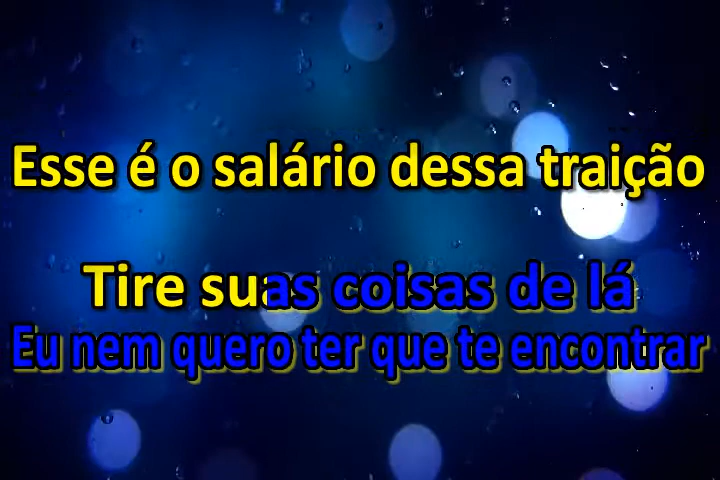 Esse é o salário dessa traição
Tire suas coisas de lá
Eu nem quero ter que te encontrar